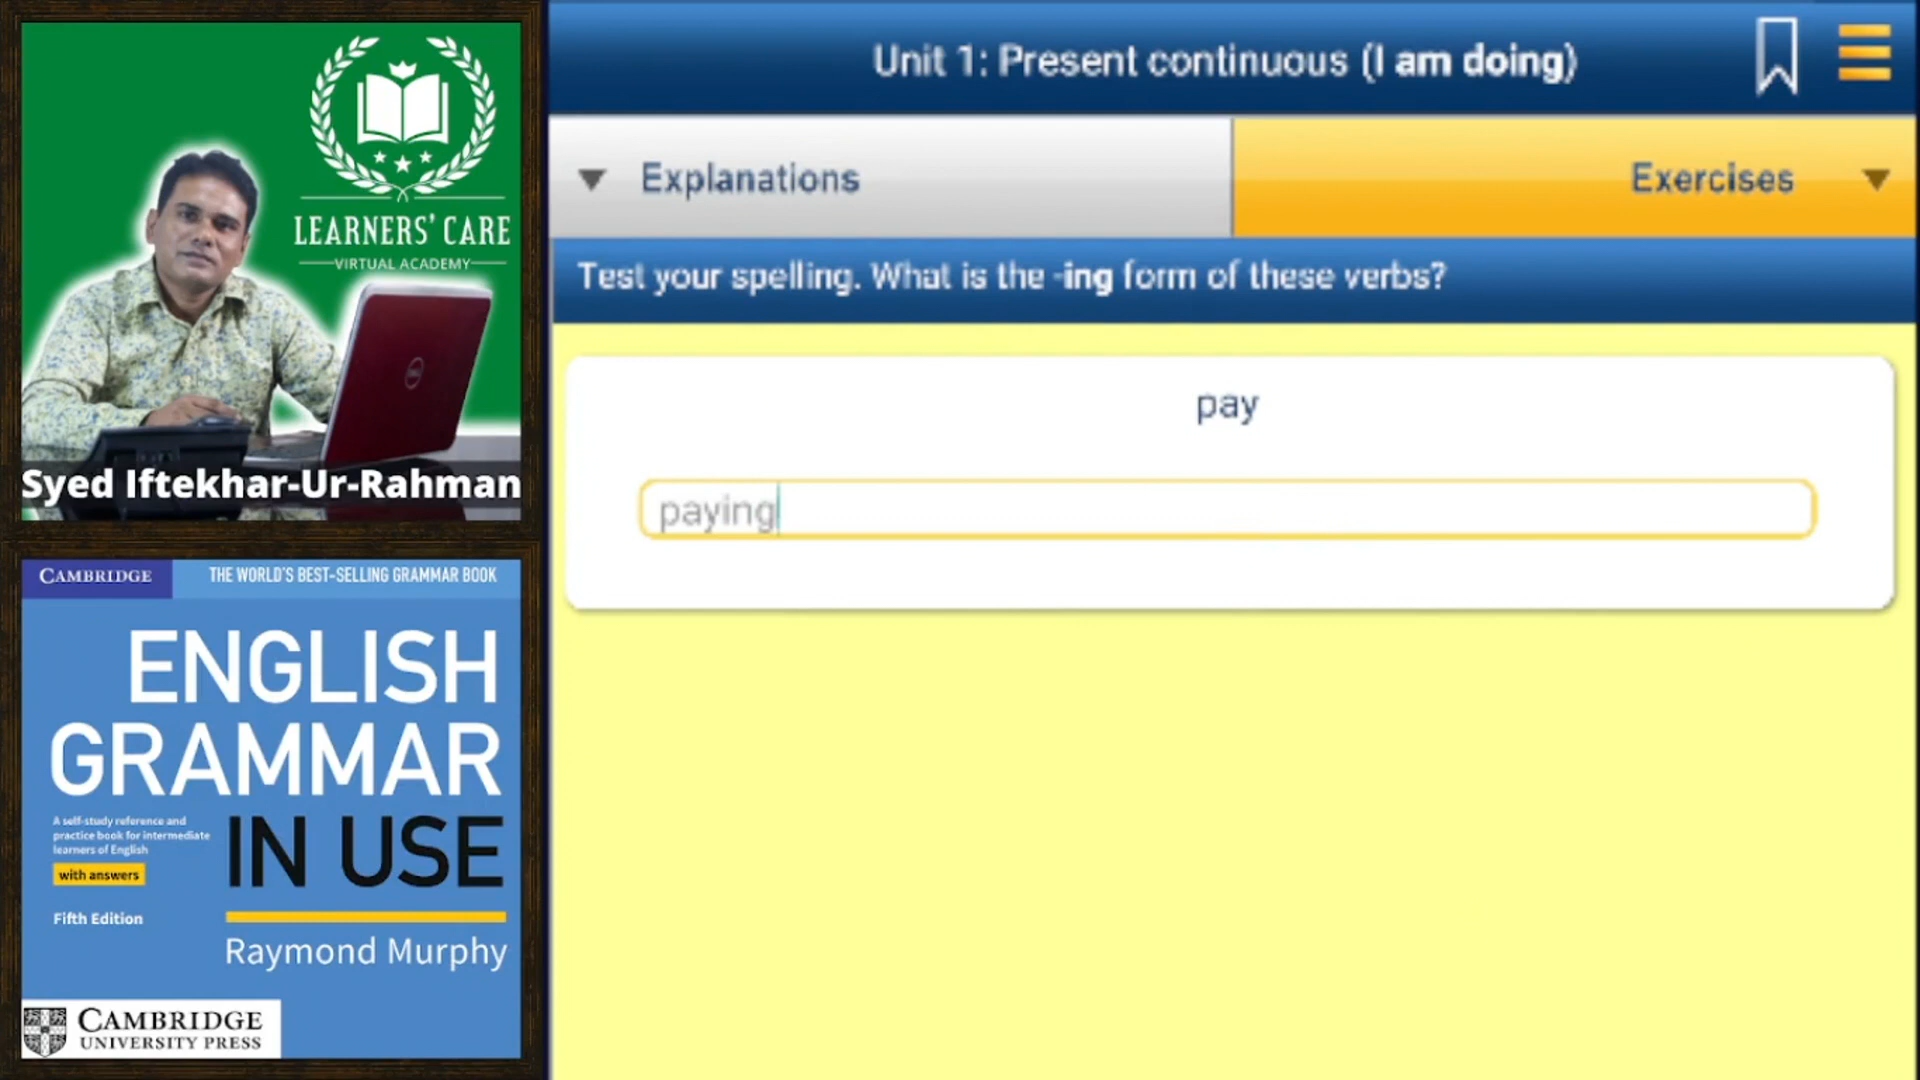 LEARNERS' CARE
VIRTUAL ACADEMY
Syed Iftekhar-Ur-Rahman
CAMBRIDGE
THE WORLD'S BEST-SELLING GRAMMAR BOOK
ENGLISH
GRAMMAR
IN USE
A self-study reference and
practice book for intermediate
learners of English
with answers
Fifth Edition
Raymond Murphy
CAMBRIDGE
UNIVERSITY PRESS
Unit 1: Present continuous (I am doing)
Explanations
Exercises
Test your spelling. What is the -ing form of these verbs?
pay
paying